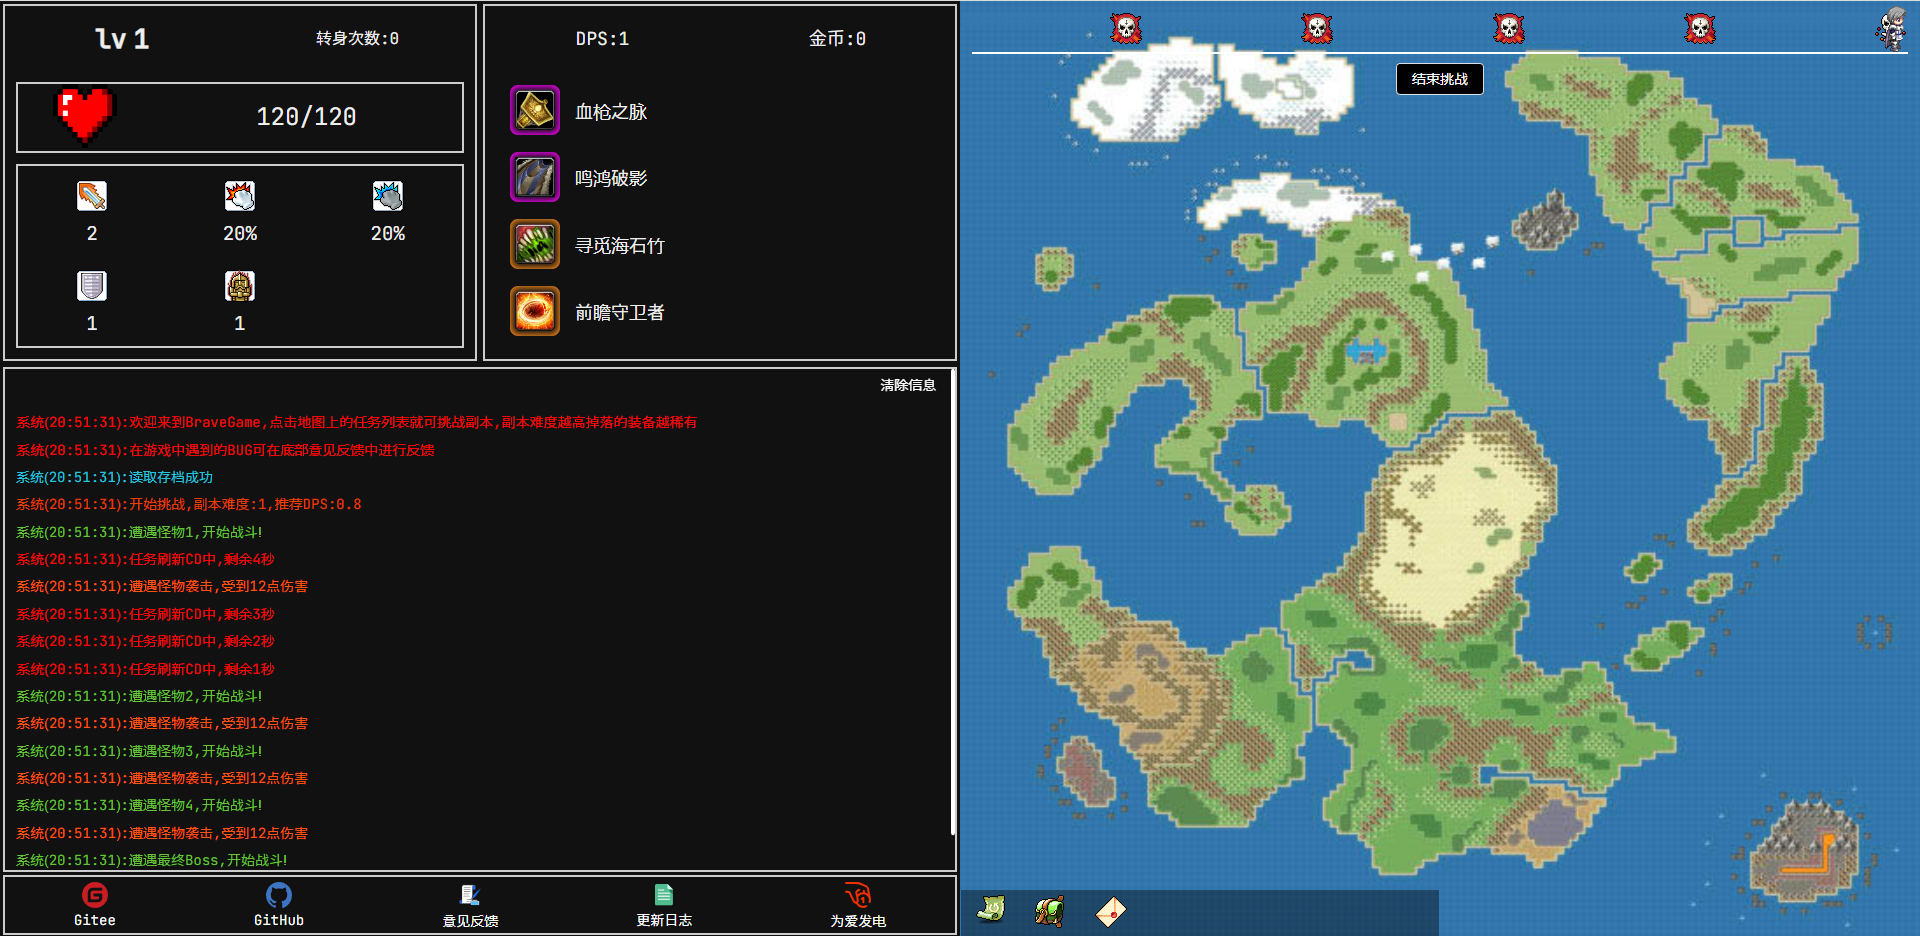 lv 1
转身次数:0
120/120
2
20%
20%
1
1
DPS:1
金币:0
血枪之脉
鸣鸿破影
寻觅海石竹
前瞻守卫者
清除信息
系统(20:51:31):欢迎来到BraveGame,点击地图上的任务列表就可挑战副本,副本难度越高掉落的装备越稀有
系统(20:51:31):在游戏中遇到的BUG可在底部意见反馈中进行反馈
系统(20:51:31):读取存档成功
系统(20:51:31):开始挑战,副本难度:1,推荐DPS:0.8
系统(20:51:31):遭遇怪物1,开始战斗!
系统(20:51:31):任务刷新CD中,剩余4秒
系统(20:51:31):遭遇怪物袭击,受到12点伤害
系统(20:51:31):任务刷新CD中,剩余3秒
系统(20:51:31):任务刷新CD中,剩余2秒
系统(20:51:31):任务刷新CD中,剩余1秒
系统(20:51:31):遭遇怪物2,开始战斗!
系统(20:51:31):遭遇怪物袭击,受到12点伤害
系统(20:51:31):遭遇怪物3,开始战斗!
系统(20:51:31):遭遇怪物袭击,受到12点伤害
系统(20:51:31):遭遇怪物4,开始战斗!
系统(20:51:31):遭遇怪物袭击,受到12点伤害
系统(20:51:31):遭遇最终Boss,开始战斗!
Gitee
GitHub
意见反馈
更新日志
为爱发电
结束挑战